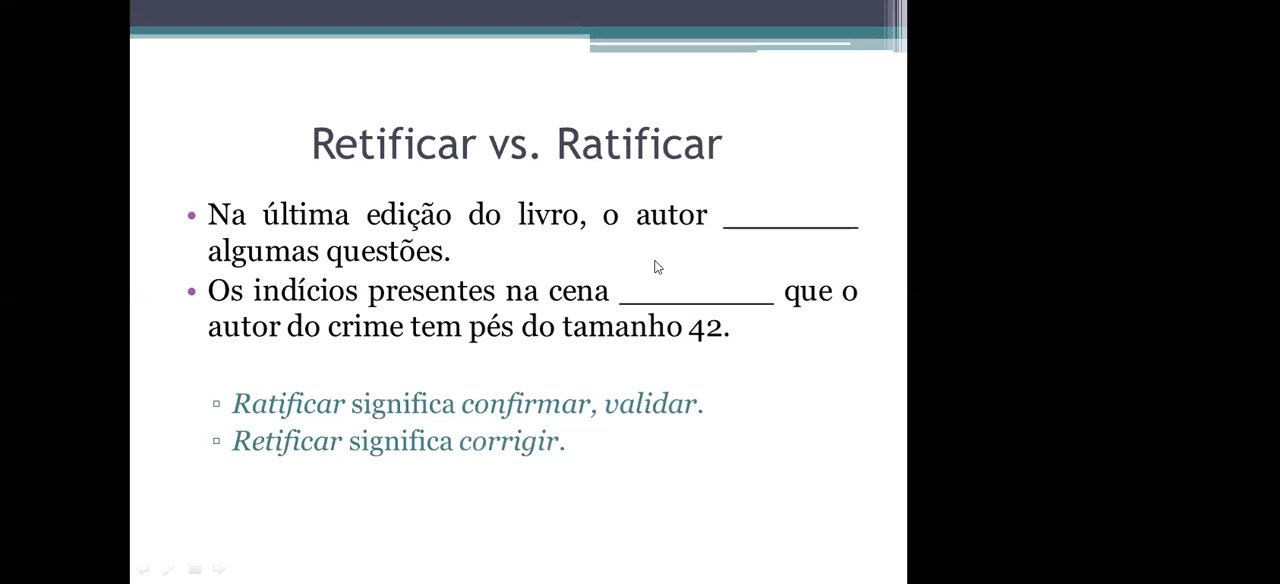 Retificar vs. Ratificar
• Na última edição do livro, o autor _________
algumas questões.
• Os indícios presentes na cena __________ que o
autor do crime tem pés do tamanho 42.
▫ Ratificar significa confirmar, validar.
▫ Retificar significa corrigir.